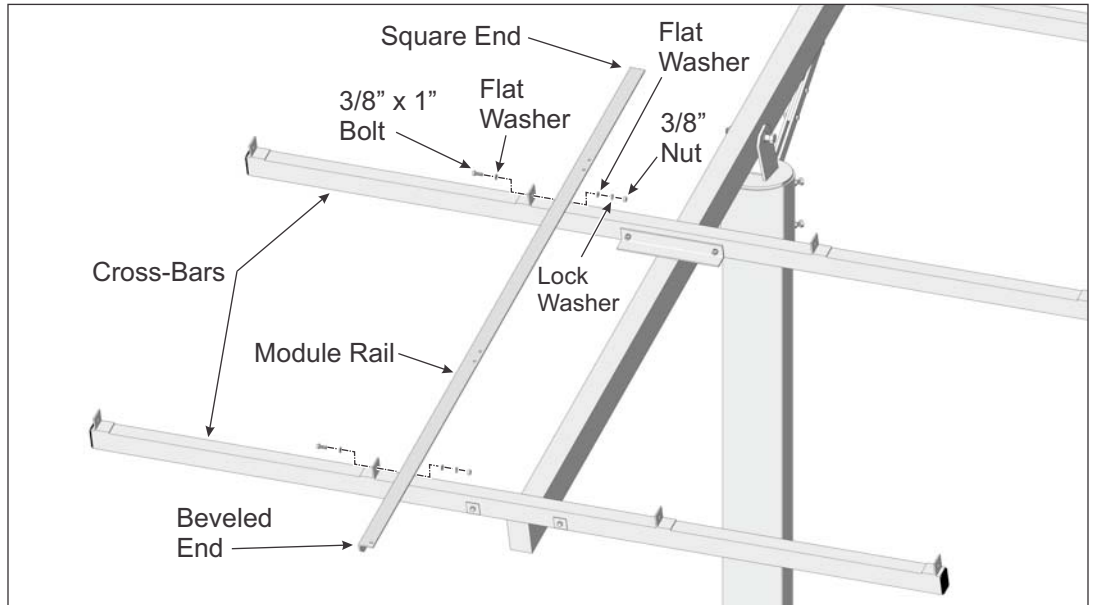 Square End
Flat
Washer
3/8” x 1”
Bolt
Flat
Washer
3/8”
Nut
Cross-Bars
Lock
Washer
Module Rail
Beveled
End